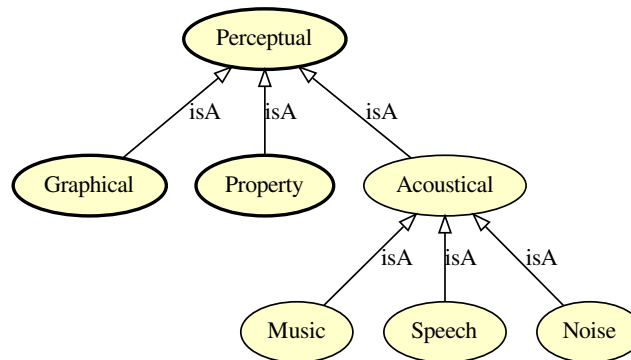 Perceptual
isA isA isA
Graphical Property Acoustical
isA isA isA
Music Speech Noise